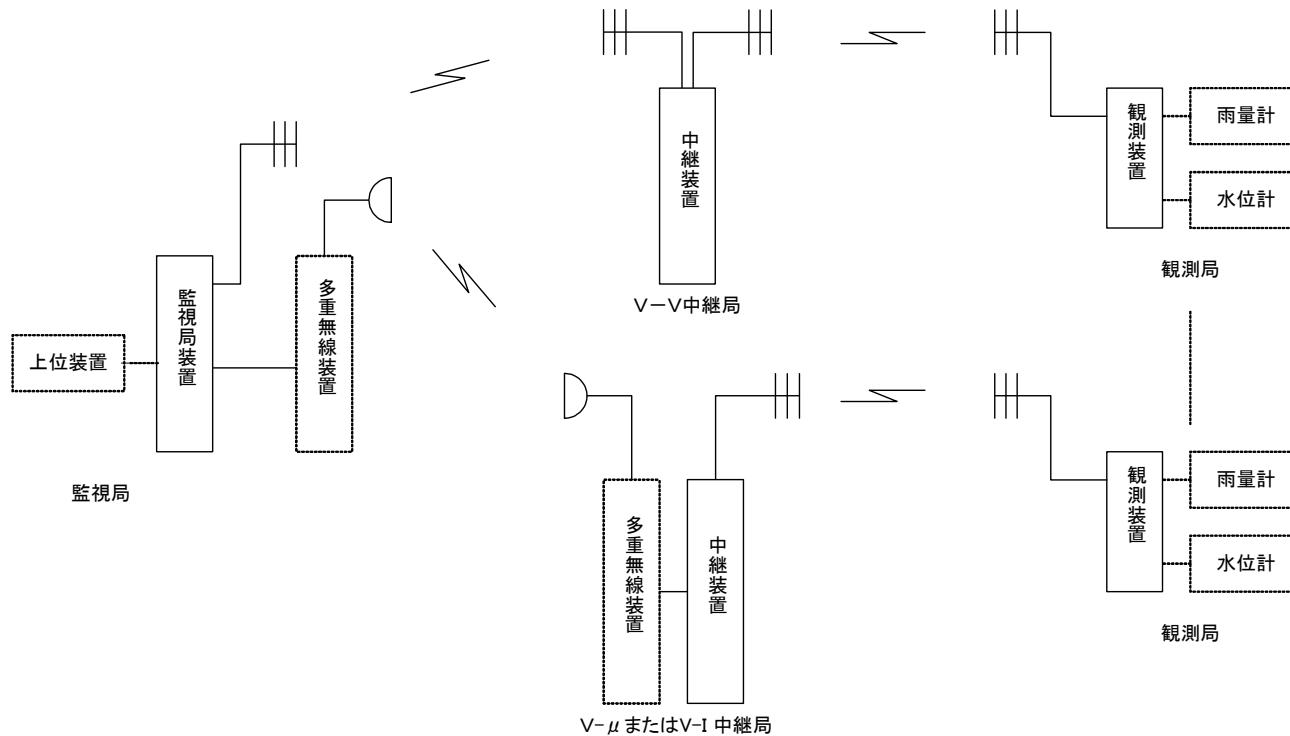 中継装置
V－V中継局
観測装置
雨量計
水位計
観測局
上位装置
監視局装置
多重無線装置
監視局
多重無線装置
中継装置
V-μまたはV-I 中継局
観測装置
雨量計
水位計
観測局